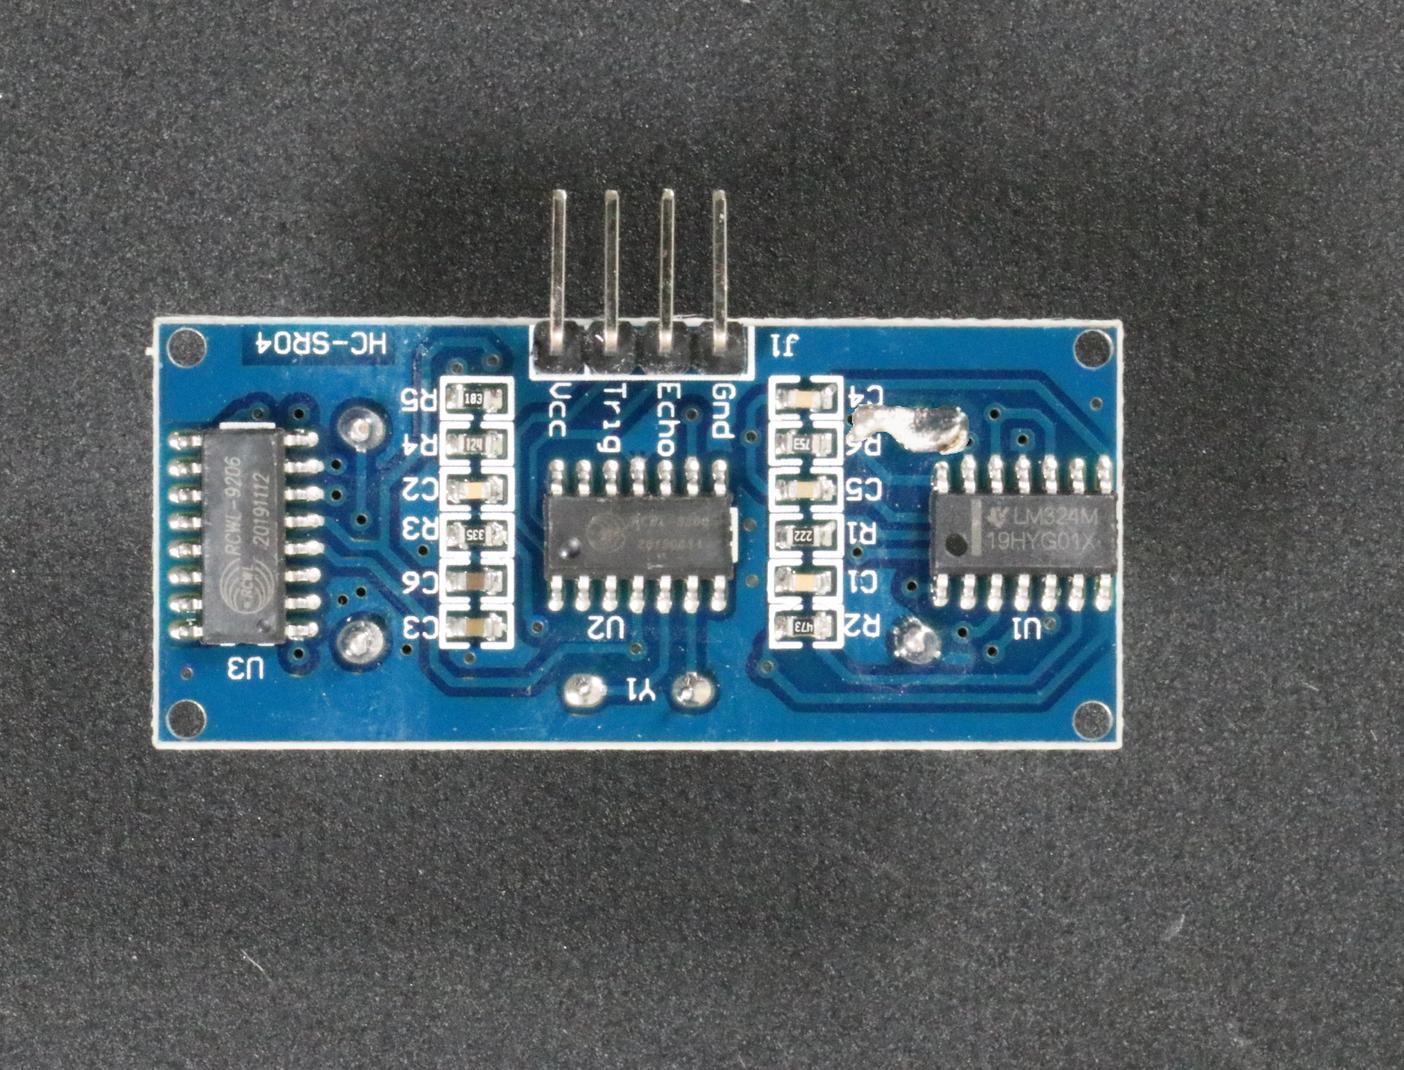 HC-SR04
J1
Vcc
Trig
Echo
Gnd
R5
183
R4
124
C2
R3
335
C6
C3
C4
R6
753
C5
R1
222
C1
R2
473
RCWL-9206
20191112
RCWL
U3
U2
LM324M
19HYG01X
U1
Y1